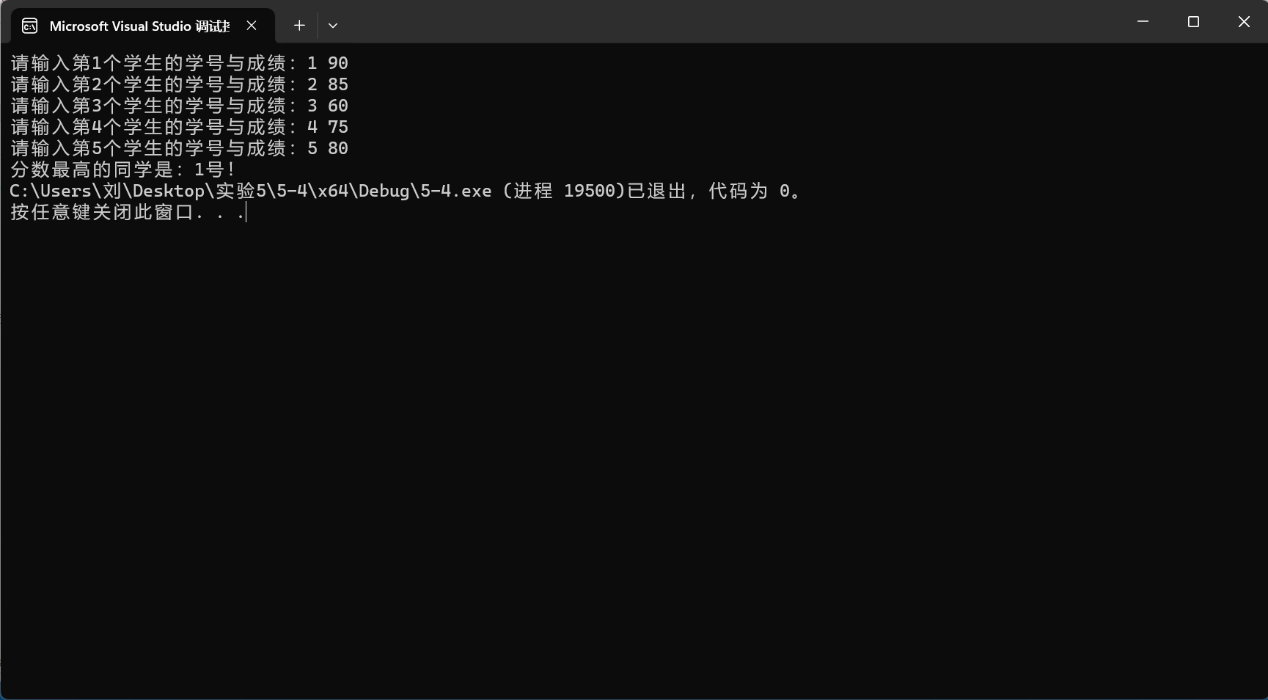 Microsoft Visual Studio 调试
请输入第1个学生的学号与成绩：1 90
请输入第2个学生的学号与成绩：2 85
请输入第3个学生的学号与成绩：3 60
请输入第4个学生的学号与成绩：4 75
请输入第5个学生的学号与成绩：5 80
分数最高的同学是：1号！
C:\Users\刘\Desktop\实验5\5-4\x64\Debug\5-4.exe (进程 19500)已退出，代码为 0。
按任意键关闭此窗口. . .